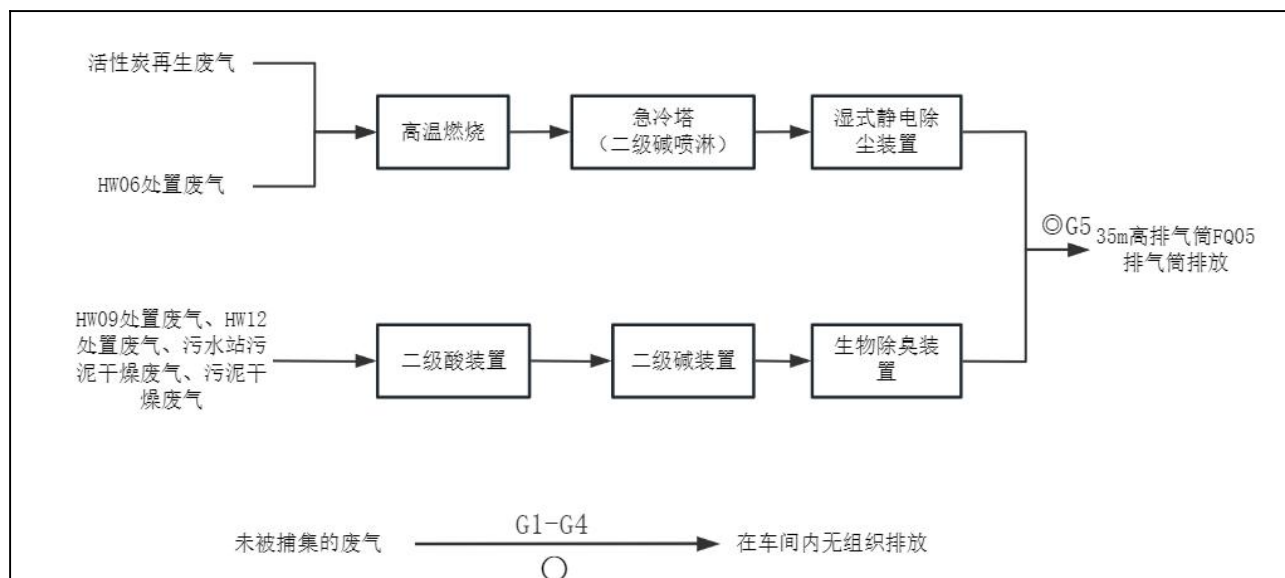 活性炭再生废气
高温燃烧
急冷塔
（二级碱喷淋）
湿式静电除
尘装置
HW06处置废气
◎G5
35m高排气筒FQ05
排气筒排放
HW09处置废气、HW12
处置废气、污水站污
泥干燥废气、污泥干
燥废气
二级酸装置
二级碱装置
生物除臭装
置
G1-G4
未被捕集的废气
在车间内无组织排放